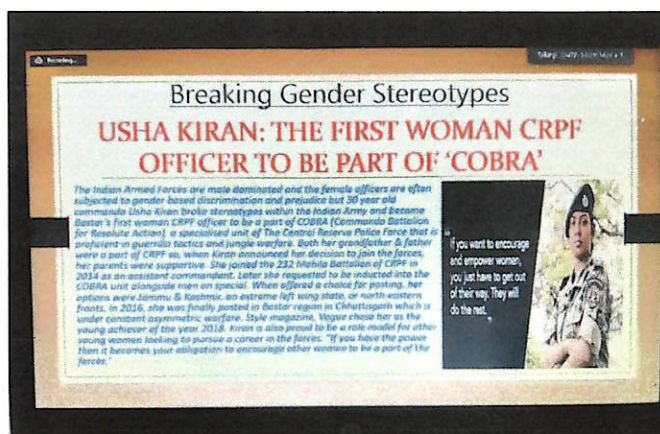 Recording...
Talking:
Breaking Gender Stereotypes
USHA KIRAN: THE FIRST WOMAN CRPF
OFFICER TO BE PART OF ‘COBRA’
The Indian Armed Forces are male dominated and the female officers are often
subjected to gender based discrimination and prejudice but 30 year old
commando Usha Kiran broke stereotypes within the Indian Army and become
Bastar's first woman CRPF officer to be a part of COBRA (Commando Battalion
for Resolute Action), a specialised unit of The Central Reserve Police Force that is
proficient in guerrilla tactics and jungle warfare. Both her grandfather & father
were a part of CRPF so, when Kiran announced her decision to join the forces,
her parents were supportive. She joined the 232 Mahila Battalion of CRPF in
2014 as an assistant commandant. Later she requested to be inducted into the
COBRA unit alongside men on special. When offered a choice for posting, her
options were Jammu & Kashmir, an extreme left wing state, or north-eastern
fronts. In 2016, she was finally posted in Bastar region in Chhattisgarh which is
under constant asymmetric warfare. Style magazine, Vogue chose her as the
young achiever of the year 2018. Kiran is also proud to be a role model for other
young women looking to pursue a career in the forces. "If you have the power
then it becomes your obligation to encourage other women to be a part of the
forces."
"If you want to encourage
and empower women,
you just have to get out
of their way. They will
do the rest."